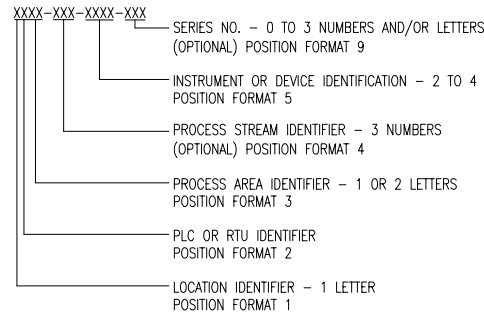 XXXX-XXX-XXXX-XXX
SERIES NO. – 0 TO 3 NUMBERS AND/OR LETTERS
(OPTIONAL) POSITION FORMAT 9
INSTRUMENT OR DEVICE IDENTIFICATION – 2 TO 4
POSITION FORMAT 5
PROCESS STREAM IDENTIFIER – 3 NUMBERS
(OPTIONAL) POSITION FORMAT 4
PROCESS AREA IDENTIFIER – 1 OR 2 LETTERS
POSITION FORMAT 3
PLC OR RTU IDENTIFIER
POSITION FORMAT 2
LOCATION IDENTIFIER – 1 LETTER
POSITION FORMAT 1